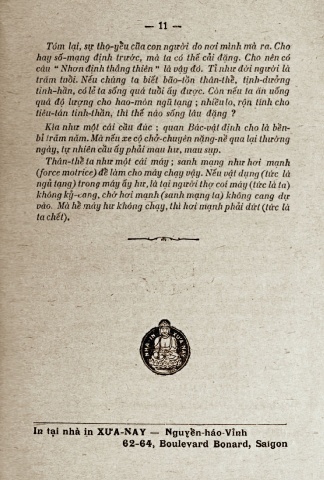 — 11 —
Tóm lại, sự thọ-yểu của con người do nơi mình mà ra. Cho
hay số-mạng định trước, mà ta có thể cải đặng. Cho nên có
câu “ Nhơn định thắng thiên ” là vậy đó. Tỉ như đời người là
trăm tuổi. Nếu chúng ta biết bão-tồn thân-thể, tịnh-dưởng
tinh-thần, có lẻ ta sống quá tuổi ấy được. Còn nếu ta ăn uống
quá độ lượng cho hao-mòn ngũ tạng ; nhiều lo, rộn tính cho
tiêu-tán tinh-thần, thì thế nào sống lâu đặng ?
Kìa như một cái cầu đúc ; quan Bác-vật định cho là bền-
bỉ trăm năm. Mà nếu xe cộ chở-chuyên nặng-nề qua lại thường
ngày, tự nhiên cầu ấy phải mau hư, mau sụp.
Thân-thể ta như một cái máy ; sanh mạng như hơi mạnh
(force motrice) để làm cho máy chạy vậy. Nếu vật dụng (tức là
ngũ tạng) trong máy ấy hư, là tại người thợ coi máy (tức là ta)
không kỹ-cang, chớ hơi mạnh (sanh mạng ta) không cang dự
vào. Mà hễ máy hư không chạy, thì hơi mạnh phải dứt (tức là
ta chết).
NHÀ IN XƯA NAY
In tại nhà in XƯA-NAY — Nguyễn-háo-Vĩnh
62-64, Boulevard Bonard, Saigon